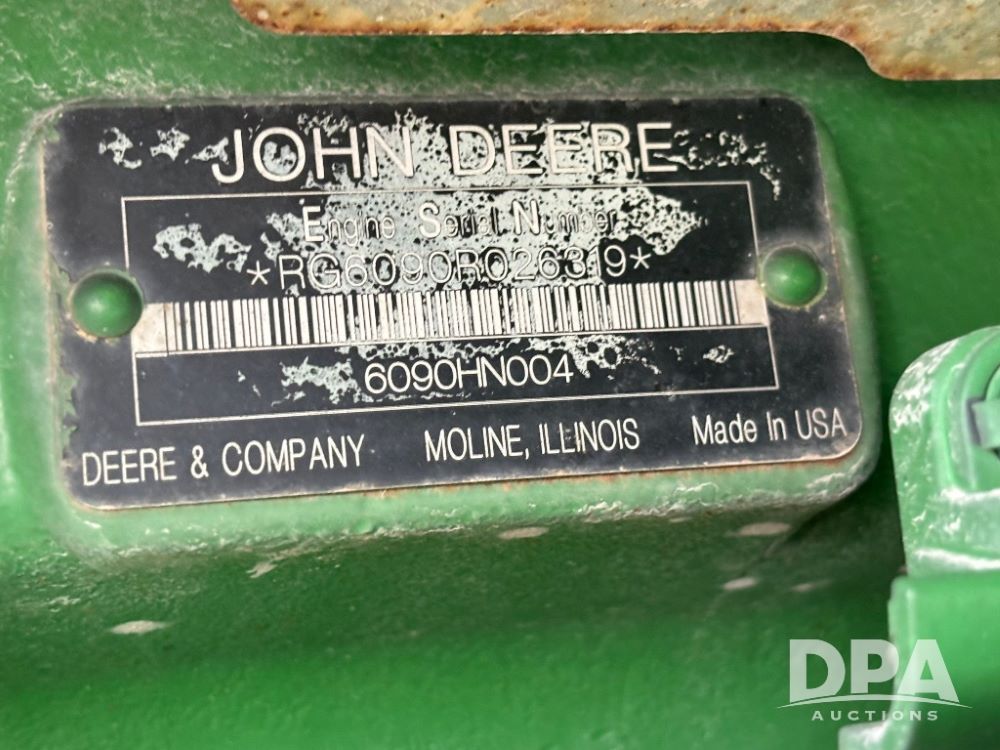 JOHN DEERE
Engine Serial Number
*RG6090R026319*
6090HN004
DEERE & COMPANY MOLINE, ILLINOIS Made In USA
DPA
AUCTIONS